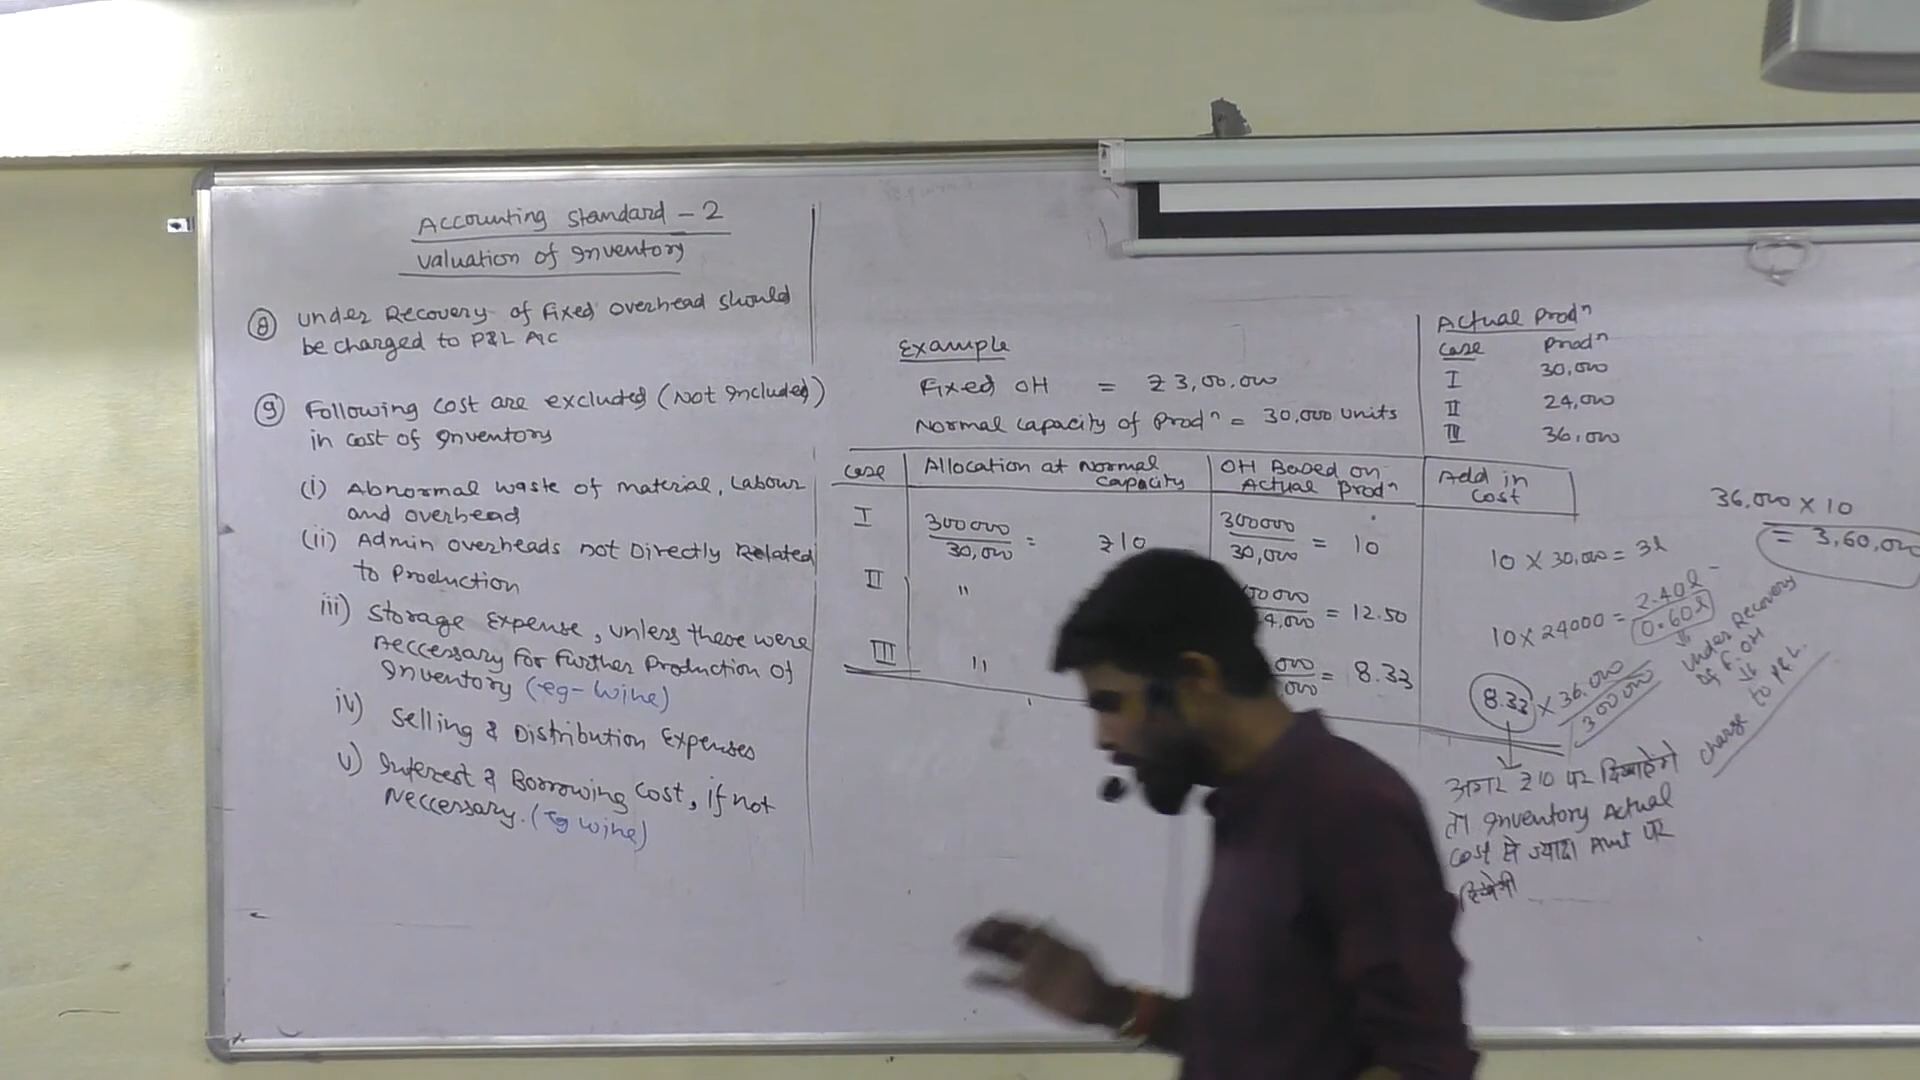 Accounting Standard - 2
Valuation of Inventory
8 Under Recovery of Fixed Overhead should
be charged to P&L A/c
9 Following Cost are excluded (Not Included)
in cost of Inventory
(i) Abnormal waste of material, Labour
and overhead
(ii) Admin overheads not Directly Related
to Production
iii) Storage Expense, unless these were
Neccessary for Further Production of
Inventory (eg- Wine)
iv) Selling & Distribution Expenses
v) Interest & Borrowing Cost, if not
Neccessary. (eg Wine)
Example
Fixed OH = ₹3,00,000
Normal Capacity of Prodⁿ = 30,000 Units
Actual Prodⁿ
Case Prodⁿ
I 30,000
II 24,000
III 36,000
Case Allocation at Normal Capacity OH Based on Actual Prodⁿ Add in Cost
I 300000/30,000 = ₹10 300000/30,000 = 10 10 × 30,000 = 3l
II " = 12.50 10×24000 = 2.40l
0.60l
III " = 8.33 8.33 × 36,000
300000
Under Recovery
of F.OH
is
charge to P&L.
36,000 × 10
= 3,60,000
अगर ₹10 पर दिखाऐंगे
तो Inventory Actual
Cost से ज्यादा Amt पर
दिखेगी